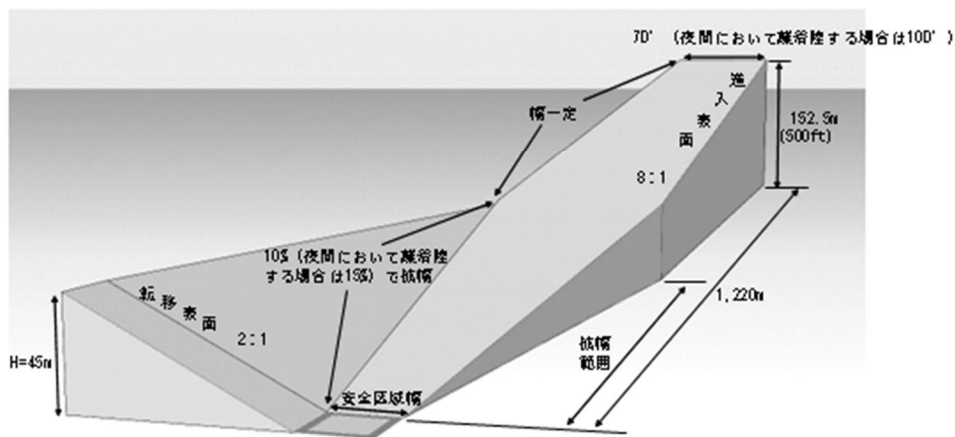 7D' (夜間において離着陸する場合は10D')
進入表面
幅一定
152.5m
(500ft)
8:1
10% (夜間において離着陸
する場合は15%) で拡幅
転移表面
2:1
1,220m
H=45m
拡幅
範囲
安全区域幅